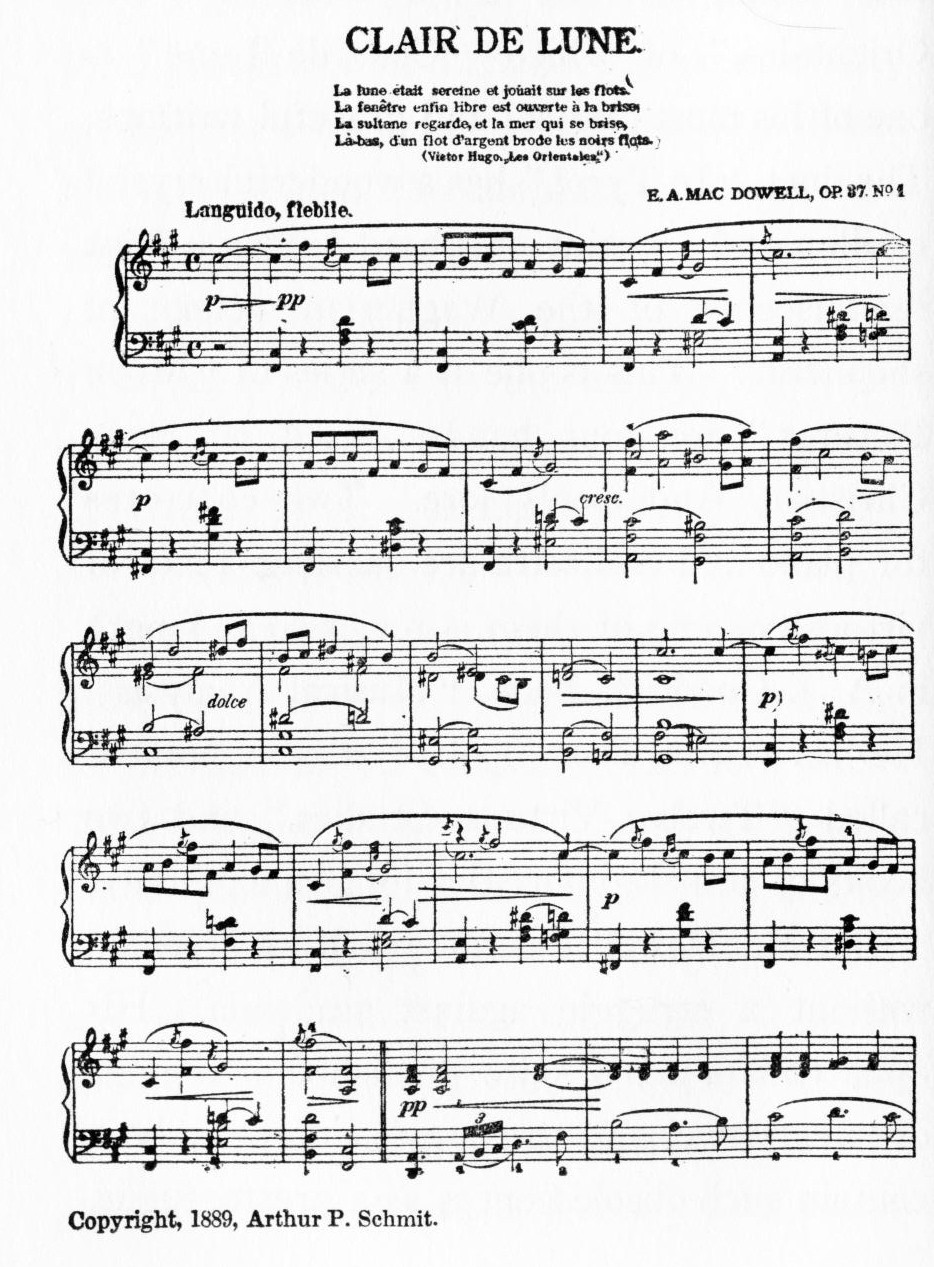 CLAIR DE LUNE.
La lune était sereine et jouait sur les flots.
La fenêtre enfin libre est ouverte à la brise;
La sultane regarde, et la mer qui se brise,
Là-bas, d'un flot d'argent brode les noirs flots.
(Victor Hugo, „Les Orientales.“)
E. A. MAC DOWELL, OP. 37. Nº 1
Languido, flebile.
p pp
p cresc.
dolce p)
p
pp 3
Copyright, 1889, Arthur P. Schmit.